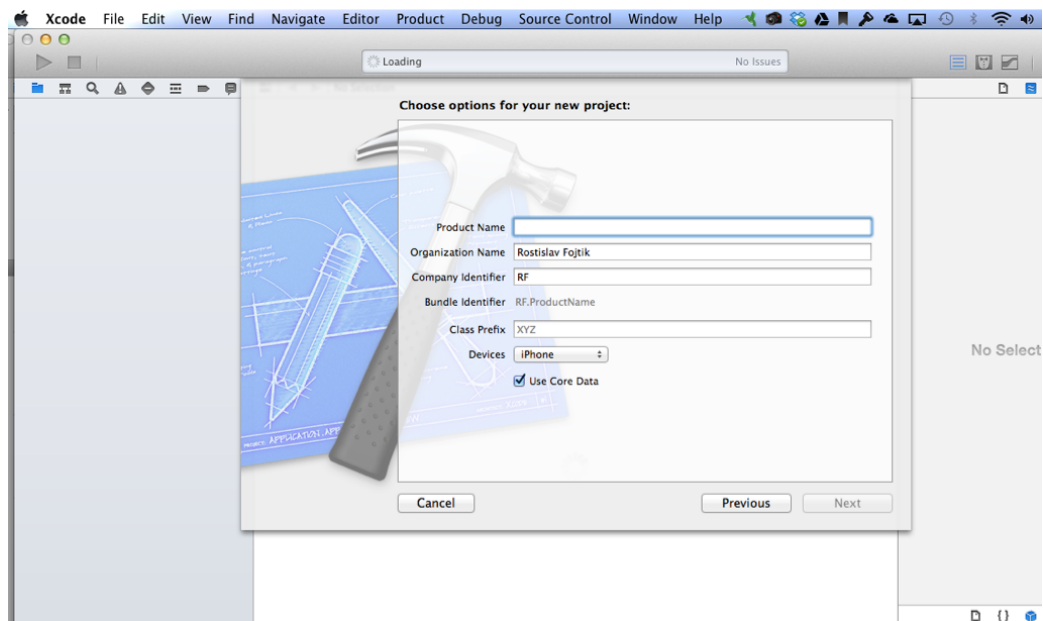 Xcode File Edit View Find Navigate Editor Product Debug Source Control Window Help
Loading No Issues
Choose options for your new project:
Product Name
Organization Name Rostislav Fojtik
Company Identifier RF
Bundle Identifier RF.ProductName
Class Prefix XYZ
Devices iPhone
Use Core Data
No Select
APPLICATION.APP
Cancel Previous Next